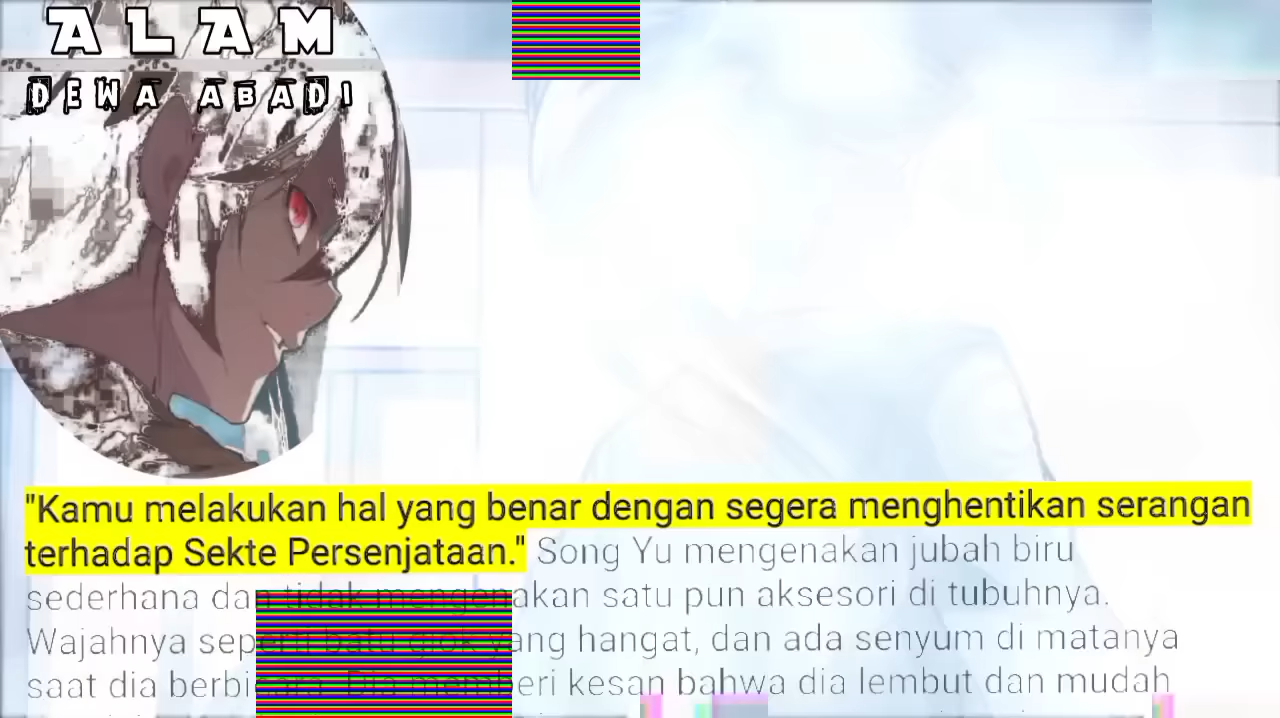 ALAM
DEWA ABADI
"Kamu melakukan hal yang benar dengan segera menghentikan serangan
terhadap Sekte Persenjataan." Song Yu mengenakan jubah biru
sederhana dan tidak mengenakan satu pun aksesori di tubuhnya.
Wajahnya seperti batu giok yang hangat, dan ada senyum di matanya
saat dia berbicara. Dia memberi kesan bahwa dia lembut dan mudah